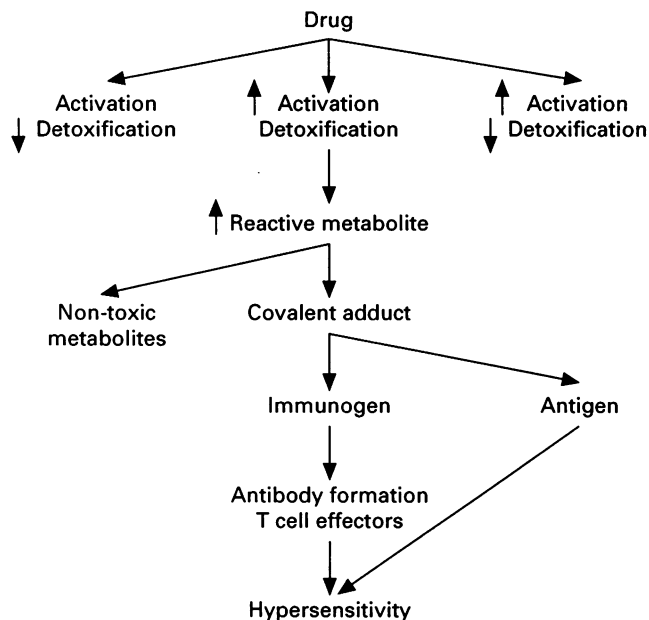 Drug
Activation
Detoxification
Activation
Detoxification
Activation
Detoxification
Reactive metabolite
Non-toxic
metabolites
Covalent adduct
Immunogen
Antigen
Antibody formation
T cell effectors
Hypersensitivity